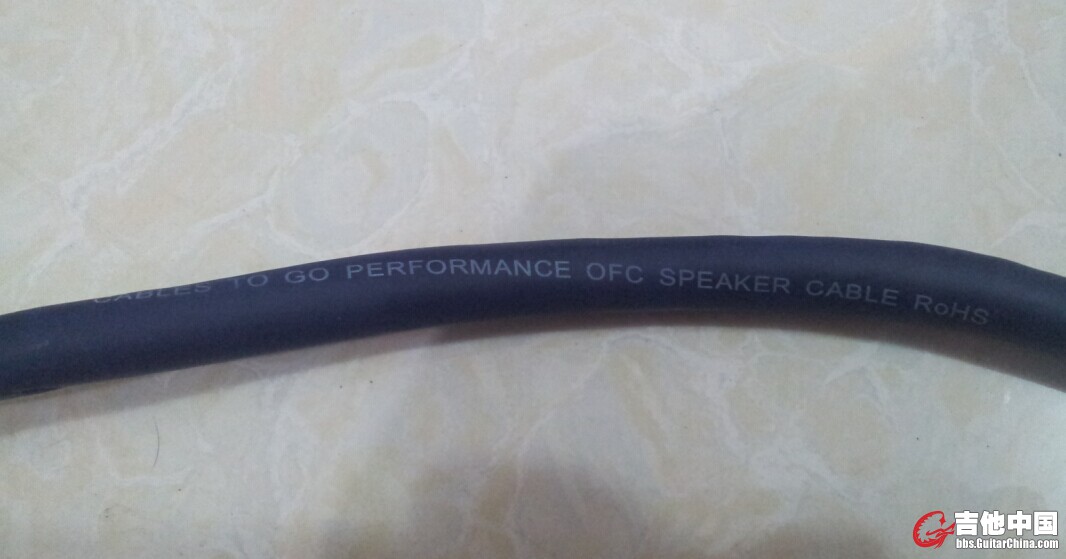 CABLES TO GO PERFORMANCE OFC SPEAKER CABLE RoHS
吉他中国
bbs.GuitarChina.com